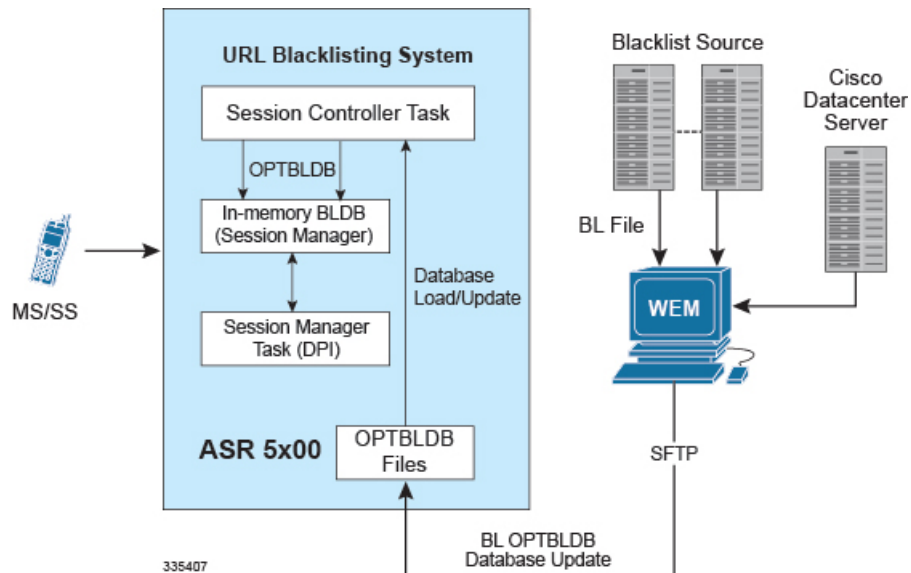 URL Blacklisting System
Session Controller Task
OPTBLDB
In-memory BLDB
(Session Manager)
Database
Load/Update
Session Manager
Task (DPI)
ASR 5x00
OPTBLDB
Files
MS/SS
Blacklist Source
Cisco
Datacenter
Server
BL File
WEM
SFTP
BL OPTBLDB
Database Update
335407